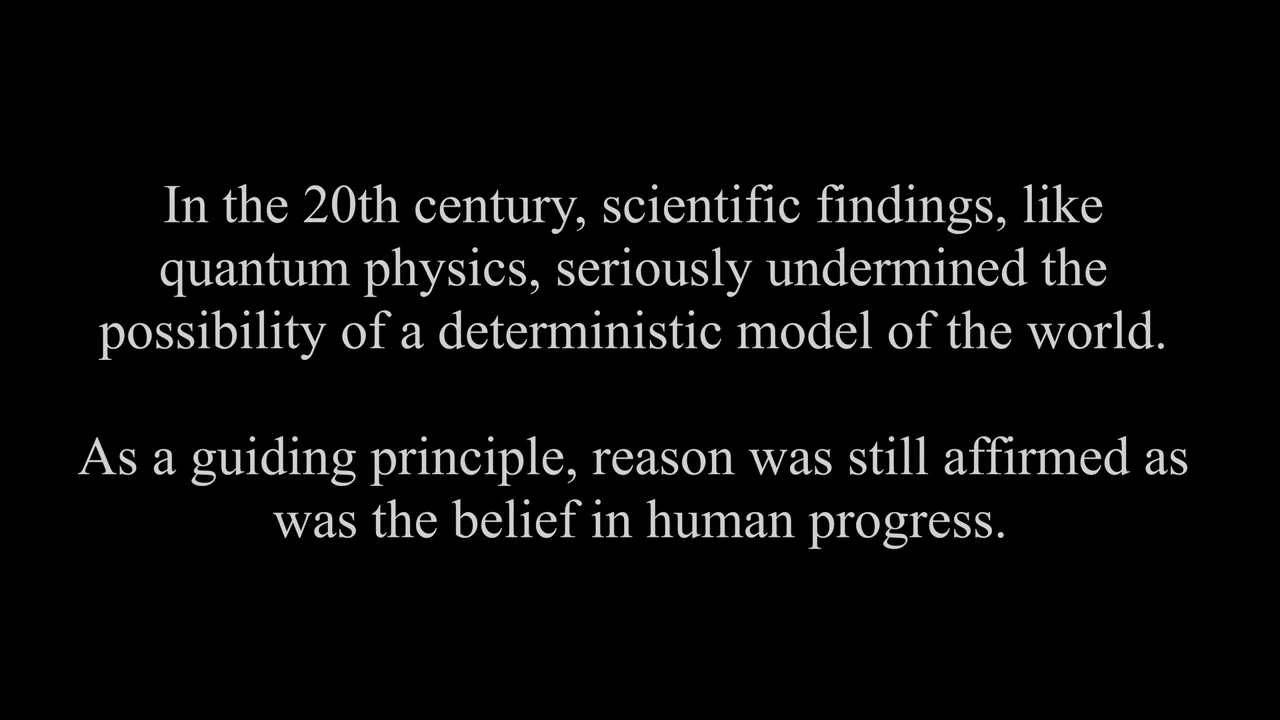 In the 20th century, scientific findings, like
quantum physics, seriously undermined the
possibility of a deterministic model of the world.
As a guiding principle, reason was still affirmed as
was the belief in human progress.